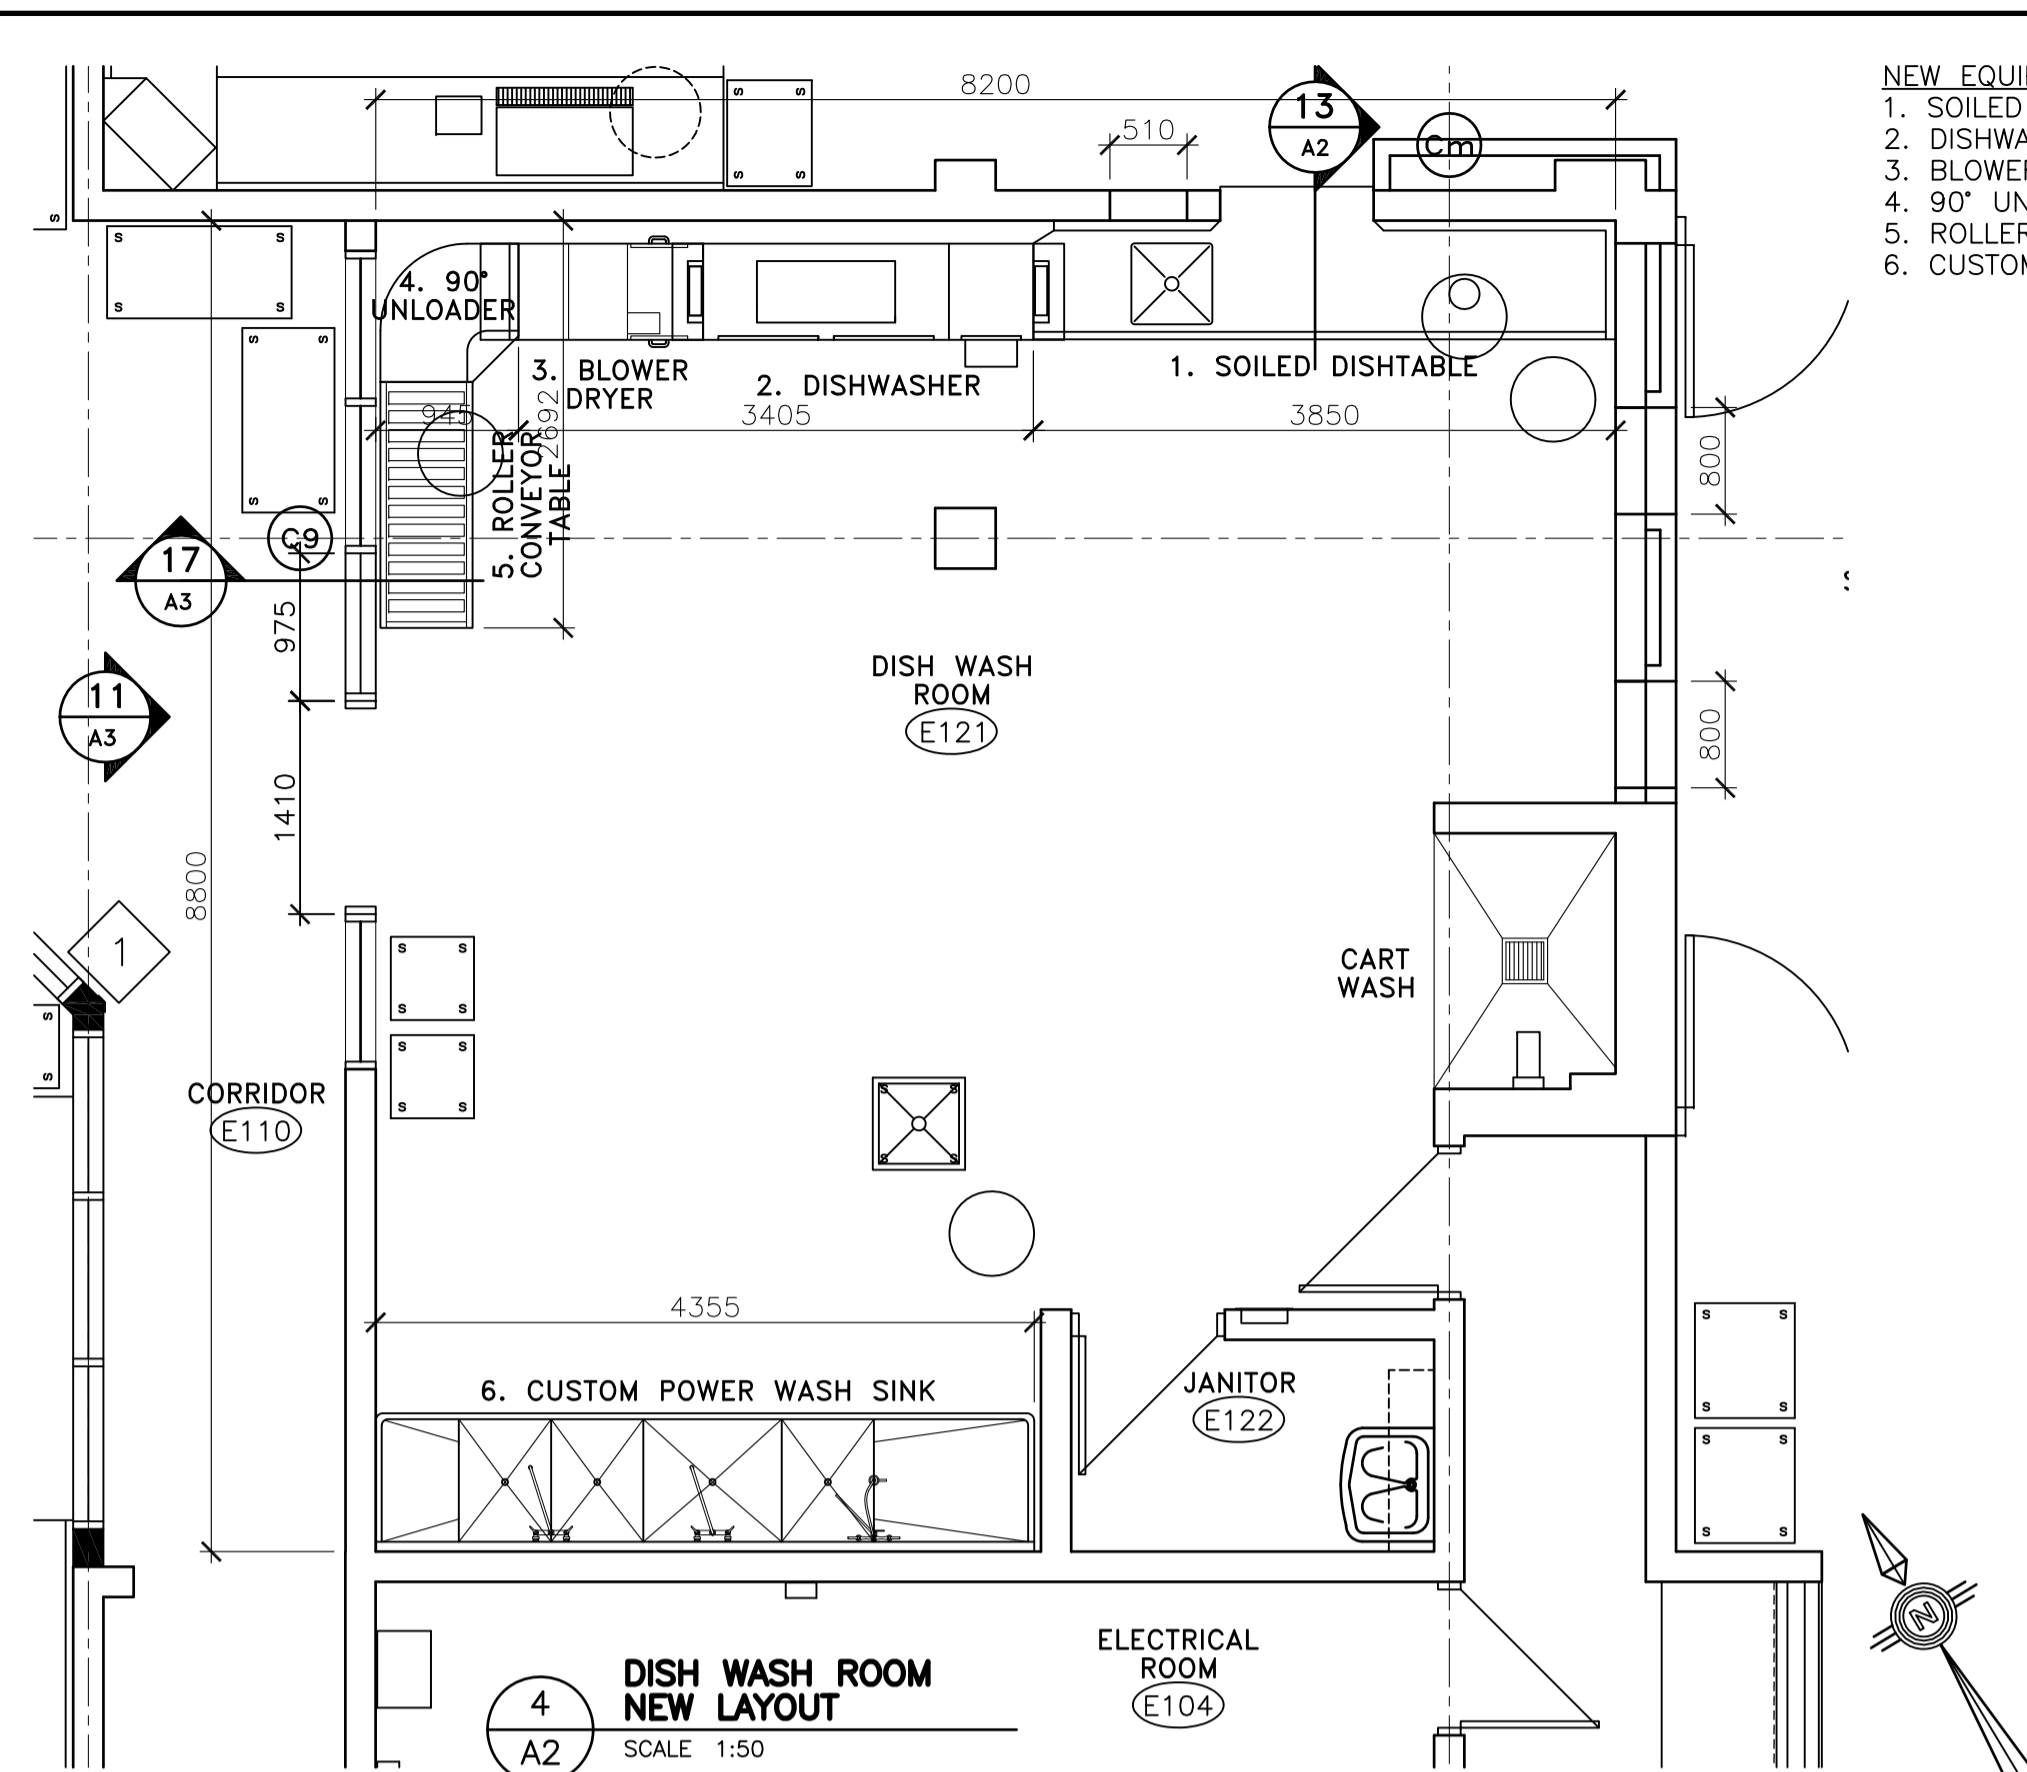 8200
510
13
A2
Cm
NEW EQUI
1. SOILED
2. DISHWA
3. BLOWER
4. 90° UN
5. ROLLER
6. CUSTOM
S S
S S
S
S S
S S
S S
S S
4. 90°
UNLOADER
3. BLOWER
DRYER
2. DISHWASHER
1. SOILED DISHTABLE
945
2692
3405
3850
5. ROLLER
CONVEYOR
TABLE
800
C9
17
A3
975
11
A3
DISH WASH
ROOM
E121
800
1410
8800
1
S S
S S
S
S
CART
WASH
S S
S S
CORRIDOR
E110
S S
S S
4355
6. CUSTOM POWER WASH SINK
JANITOR
E122
S S
S S
S S
S S
N
ELECTRICAL
ROOM
E104
4
A2
DISH WASH ROOM
NEW LAYOUT
SCALE 1:50